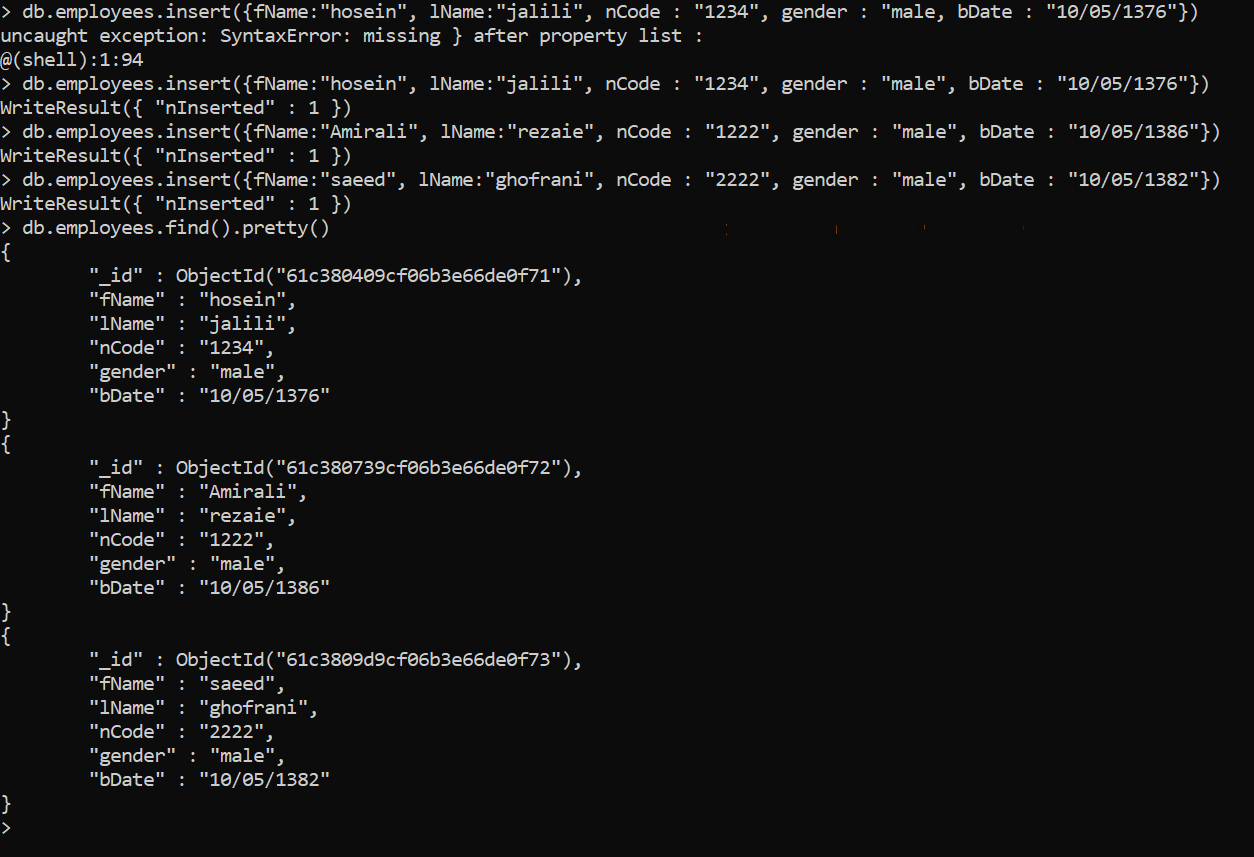 > db.employees.insert({fName:"hosein", lName:"jalili", nCode : "1234", gender : "male, bDate : "10/05/1376"})
uncaught exception: SyntaxError: missing } after property list :
@(shell):1:94
> db.employees.insert({fName:"hosein", lName:"jalili", nCode : "1234", gender : "male", bDate : "10/05/1376"})
WriteResult({ "nInserted" : 1 })
> db.employees.insert({fName:"Amirali", lName:"rezaie", nCode : "1222", gender : "male", bDate : "10/05/1386"})
WriteResult({ "nInserted" : 1 })
> db.employees.insert({fName:"saeed", lName:"ghofrani", nCode : "2222", gender : "male", bDate : "10/05/1382"})
WriteResult({ "nInserted" : 1 })
> db.employees.find().pretty()
{
        "_id" : ObjectId("61c380409cf06b3e66de0f71"),
        "fName" : "hosein",
        "lName" : "jalili",
        "nCode" : "1234",
        "gender" : "male",
        "bDate" : "10/05/1376"
}
{
        "_id" : ObjectId("61c380739cf06b3e66de0f72"),
        "fName" : "Amirali",
        "lName" : "rezaie",
        "nCode" : "1222",
        "gender" : "male",
        "bDate" : "10/05/1386"
}
{
        "_id" : ObjectId("61c3809d9cf06b3e66de0f73"),
        "fName" : "saeed",
        "lName" : "ghofrani",
        "nCode" : "2222",
        "gender" : "male",
        "bDate" : "10/05/1382"
}
>